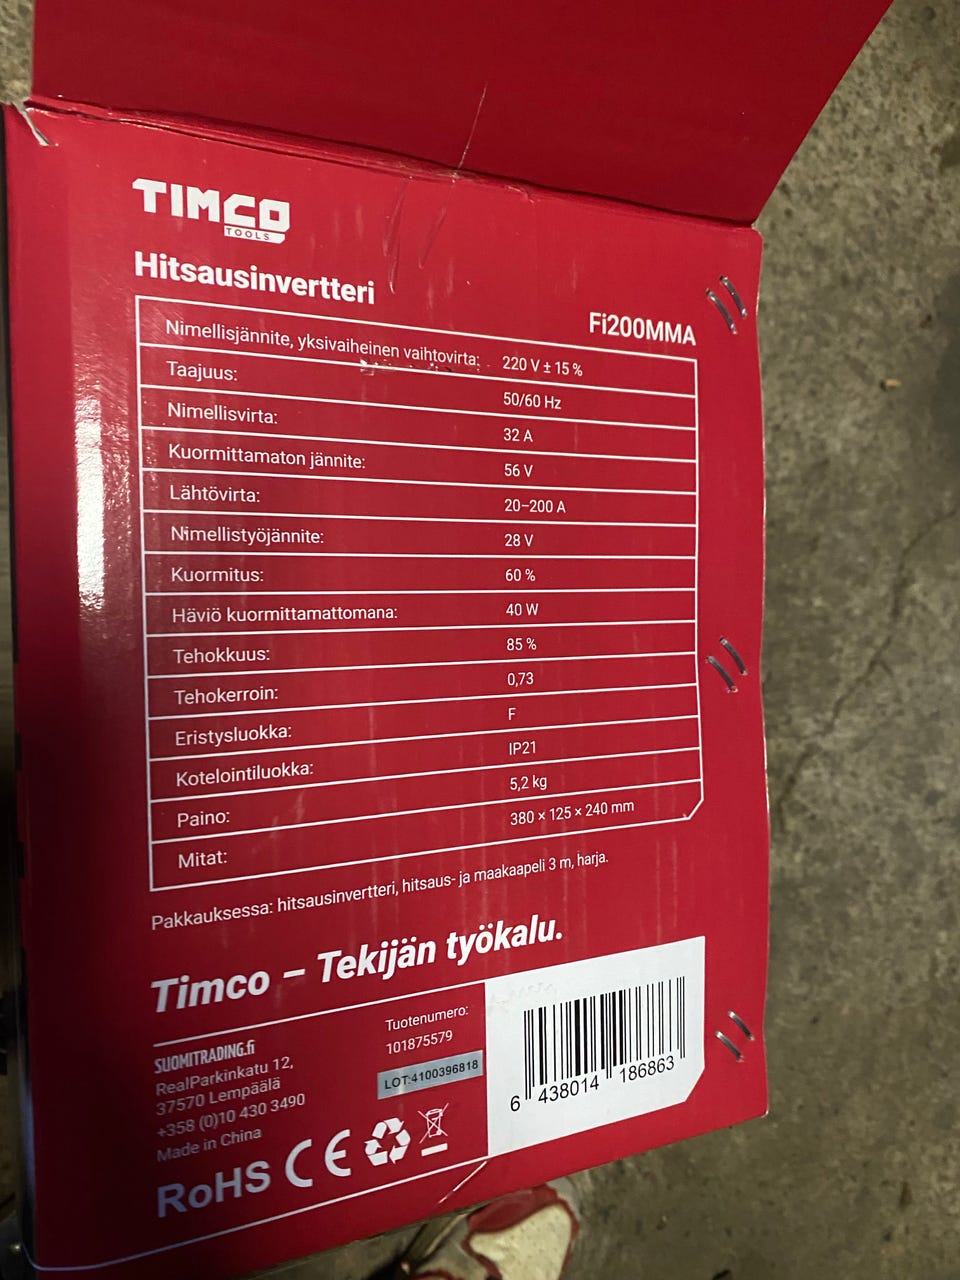 TIMCO
TOOLS
Hitsausinvertteri
Fi200MMA
Nimellisjännite, yksivaiheinen vaihtovirta: 220 V ± 15 %
Taajuus: 50/60 Hz
Nimellisvirta: 32 A
Kuormittamaton jännite: 56 V
Lähtövirta: 20–200 A
Nimellistyöjännite: 28 V
Kuormitus: 60 %
Häviö kuormittamattomana: 40 W
Tehokkuus: 85 %
Tehokerroin: 0,73
Eristysluokka: F
Kotelointiluokka: IP21
Paino: 5,2 kg
Mitat: 380 × 125 × 240 mm
Pakkauksessa: hitsausinvertteri, hitsaus- ja maakaapeli 3 m, harja.
Timco – Tekijän työkalu.
SUOMITRADING.fi
RealParkinkatu 12,
37570 Lempäälä
+358 (0)10 430 3490
Made in China
Tuotenumero:
101875579
LOT:4100396818
RoHS CE
6 438014 186863